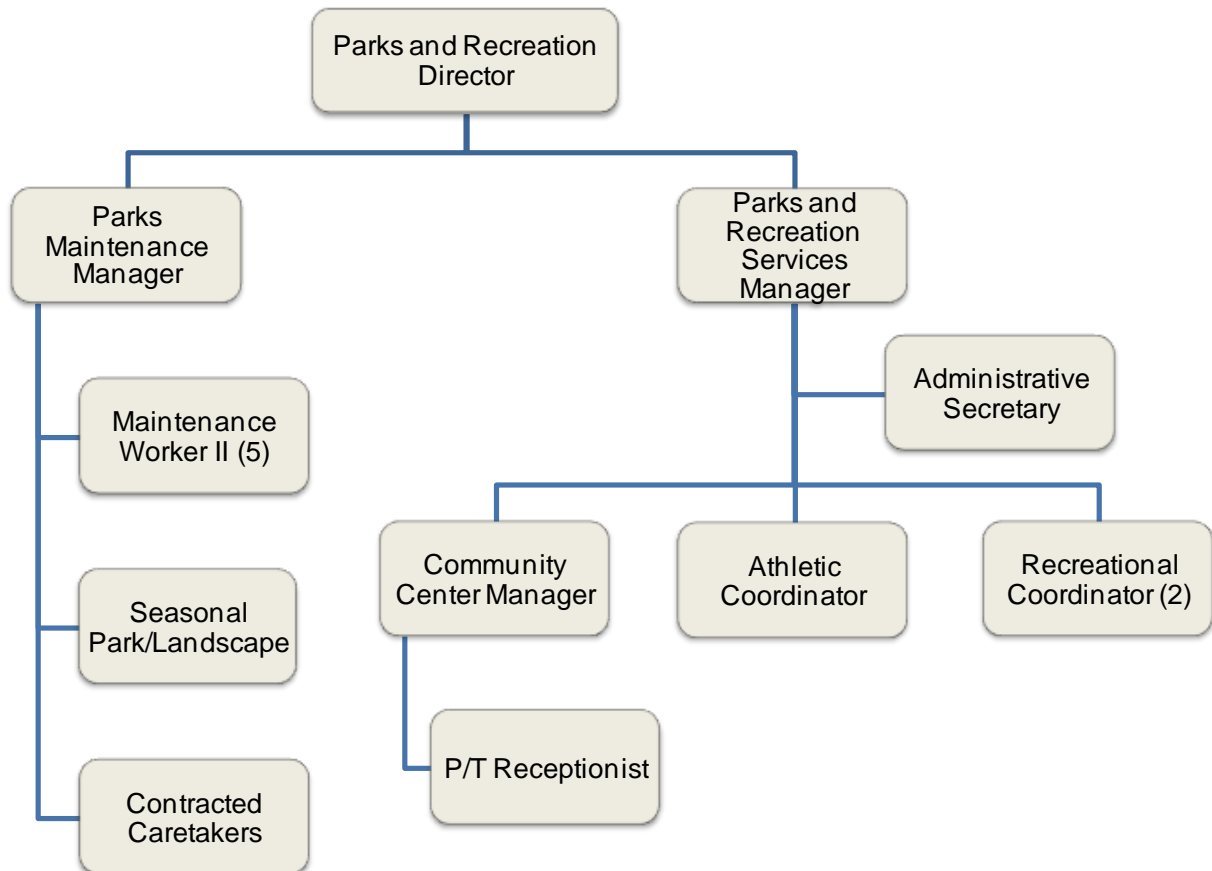 Parks and Recreation
Director
Parks
Maintenance
Manager
Parks and
Recreation
Services
Manager
Administrative
Secretary
Maintenance
Worker II (5)
Community
Center Manager
Athletic
Coordinator
Recreational
Coordinator (2)
Seasonal
Park/Landscape
P/T Receptionist
Contracted
Caretakers